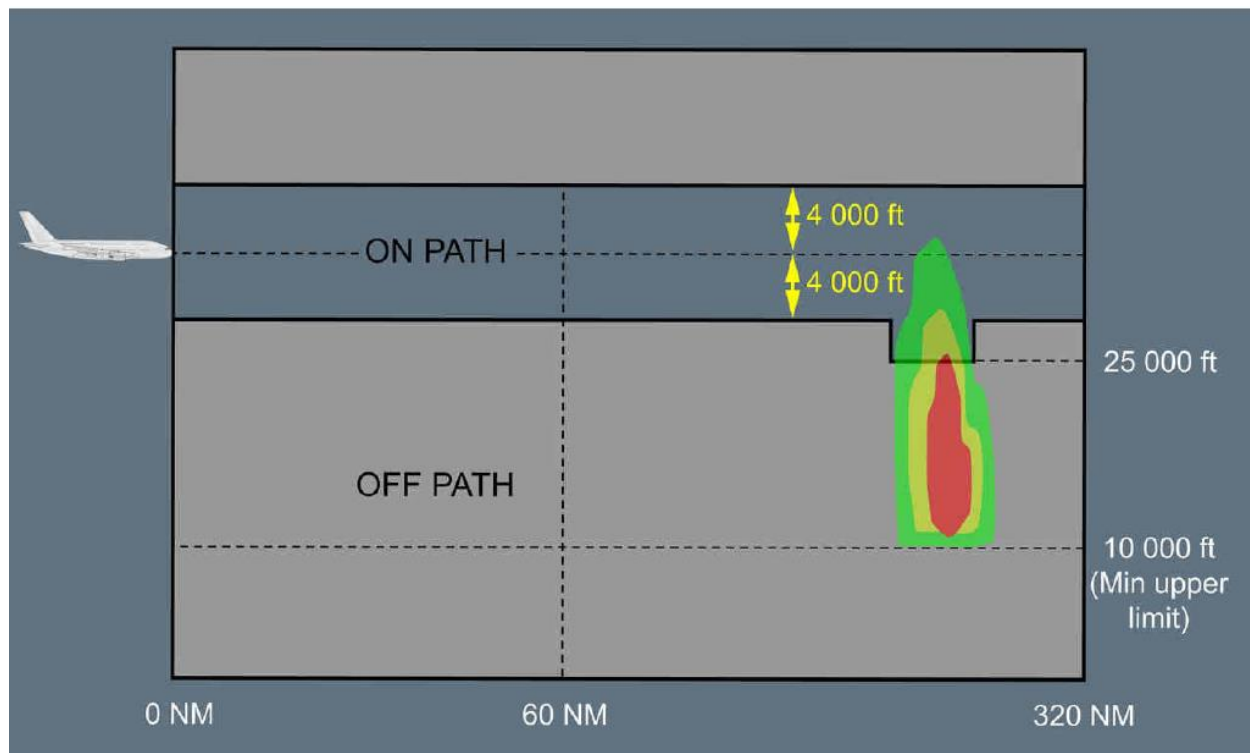 4 000 ft
ON PATH
4 000 ft
25 000 ft
OFF PATH
10 000 ft
(Min upper
limit)
0 NM
60 NM
320 NM